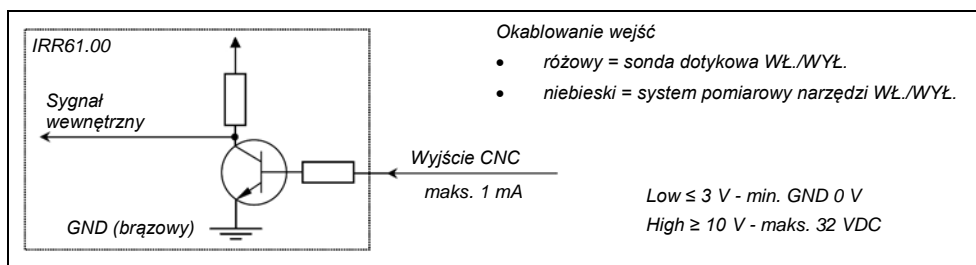 IRR61.00
Sygnał
wewnętrzny
GND (brązowy)
Wyjście CNC
maks. 1 mA
Okablowanie wejść
• różowy = sonda dotykowa WŁ./WYŁ.
• niebieski = system pomiarowy narzędzi WŁ./WYŁ.
Low ≤ 3 V - min. GND 0 V
High ≥ 10 V - maks. 32 VDC